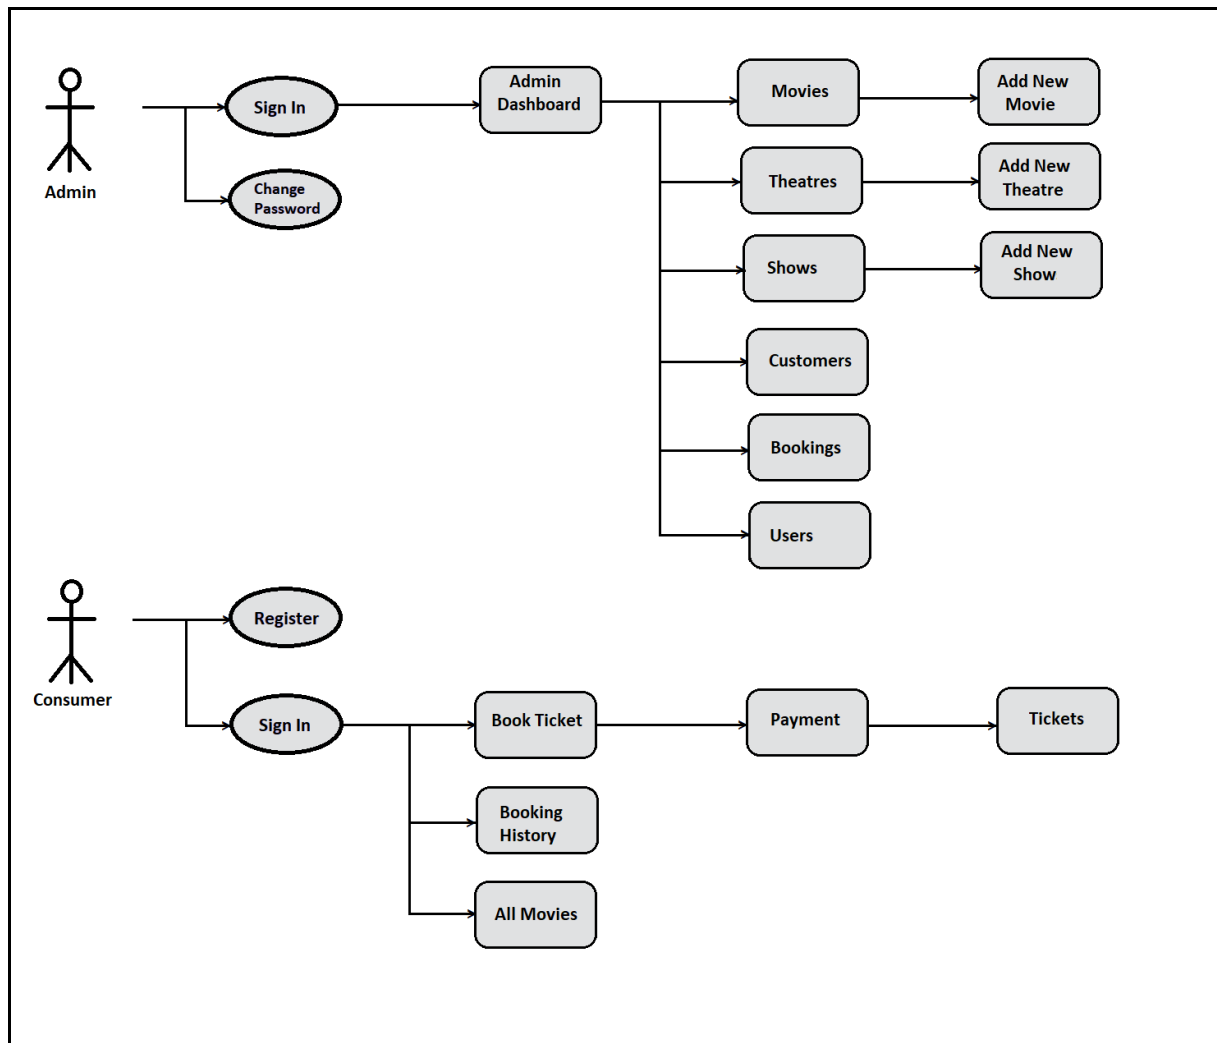 Admin
Sign In
Change
Password
Admin
Dashboard
Movies
Add New
Movie
Theatres
Add New
Theatre
Shows
Add New
Show
Customers
Bookings
Users
Consumer
Register
Sign In
Book Ticket
Payment
Tickets
Booking
History
All Movies